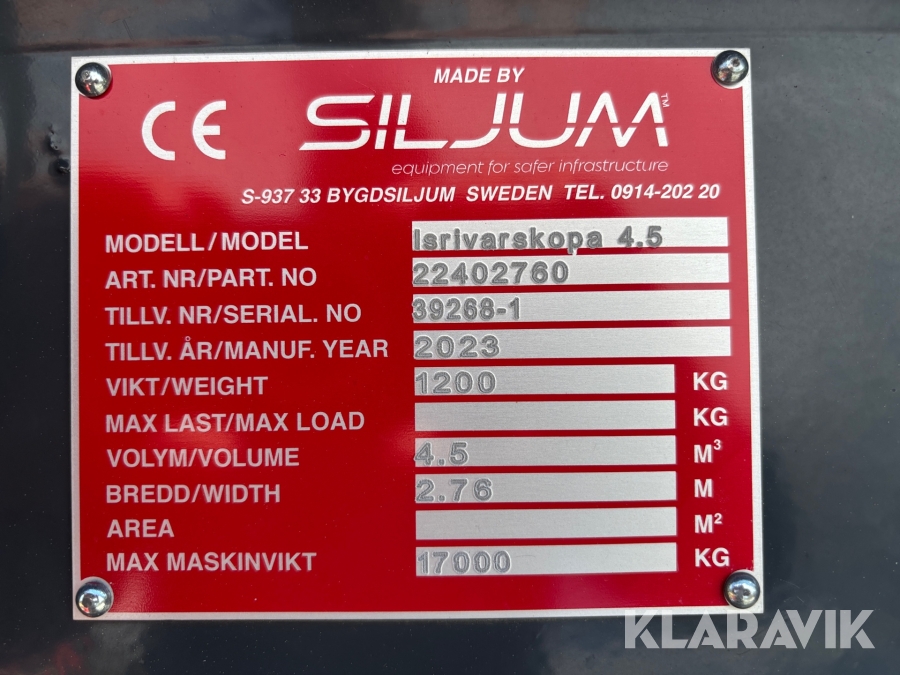 KLARAVIK
MADE BY
CE SILJUM™
equipment for safer infrastructure
S-937 33 BYGDSILJUM SWEDEN TEL. 0914-202 20
MODELL/MODEL Isrivarskopa 4.5
ART. NR/PART. NO 22402760
TILLV. NR/SERIAL. NO 39268-1
TILLV. ÅR/MANUF. YEAR 2023
VIKT/WEIGHT 1200 KG
MAX LAST/MAX LOAD KG
VOLYM/VOLUME 4.5 M³
BREDD/WIDTH 2.76 M
AREA M²
MAX MASKINVIKT 17000 KG
KLARAVIK